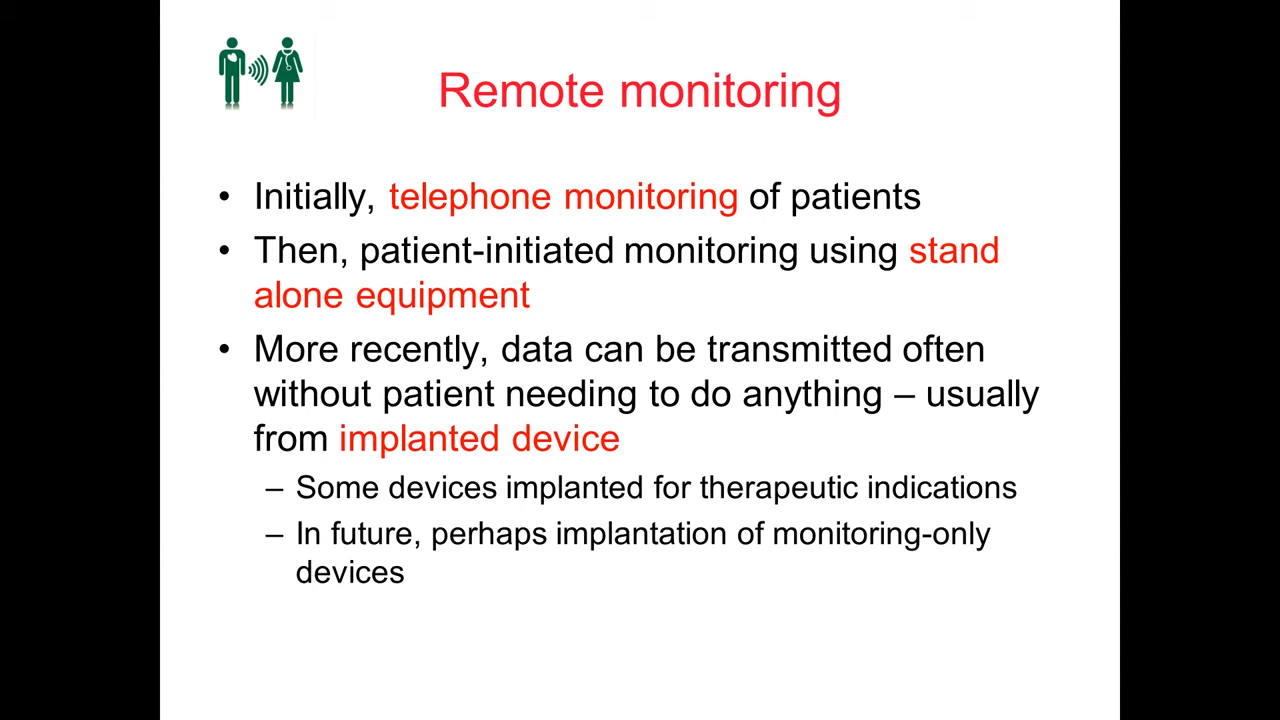 Remote monitoring
• Initially, telephone monitoring of patients
• Then, patient-initiated monitoring using stand
alone equipment
• More recently, data can be transmitted often
without patient needing to do anything – usually
from implanted device
– Some devices implanted for therapeutic indications
– In future, perhaps implantation of monitoring-only
devices